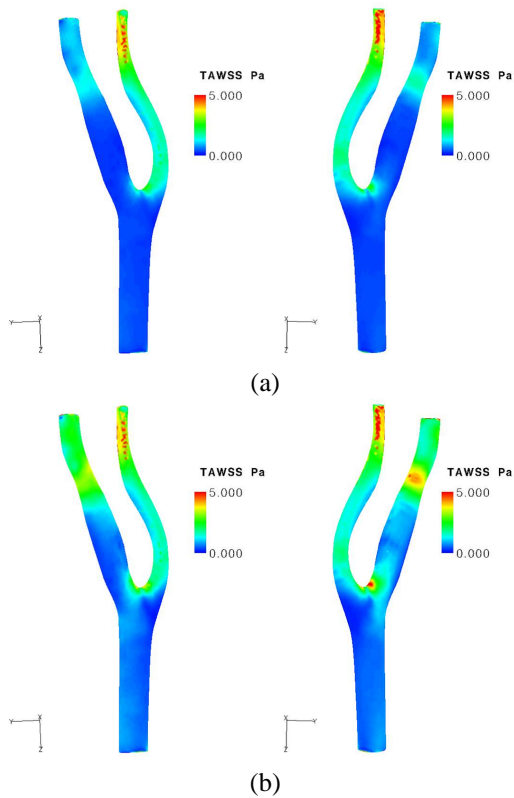 TAWSS Pa
5.000
0.000
TAWSS Pa
5.000
0.000
Y X
Z
X Y
Z
(a)
TAWSS Pa
5.000
0.000
TAWSS Pa
5.000
0.000
Y X
Z
X Y
Z
(b)